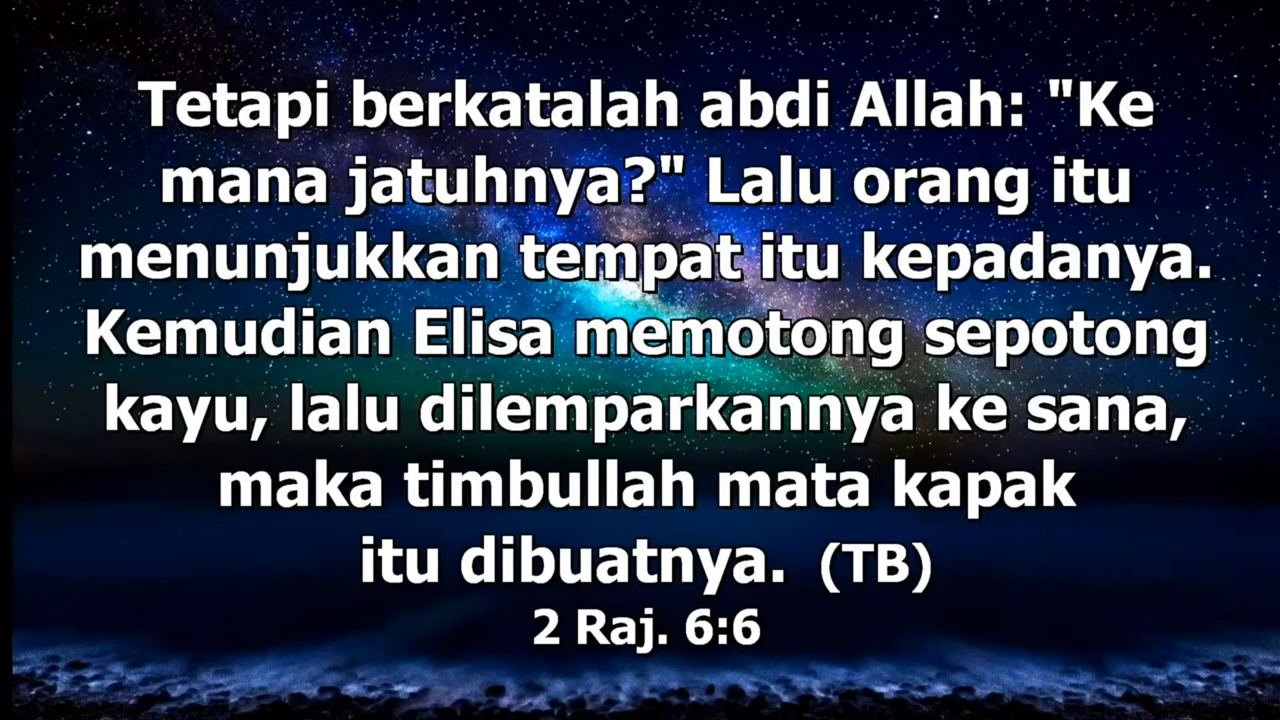 Tetapi berkatalah abdi Allah: "Ke
mana jatuhnya?" Lalu orang itu
menunjukkan tempat itu kepadanya.
Kemudian Elisa memotong sepotong
kayu, lalu dilemparkannya ke sana,
maka timbullah mata kapak
itu dibuatnya. (TB)
2 Raj. 6:6